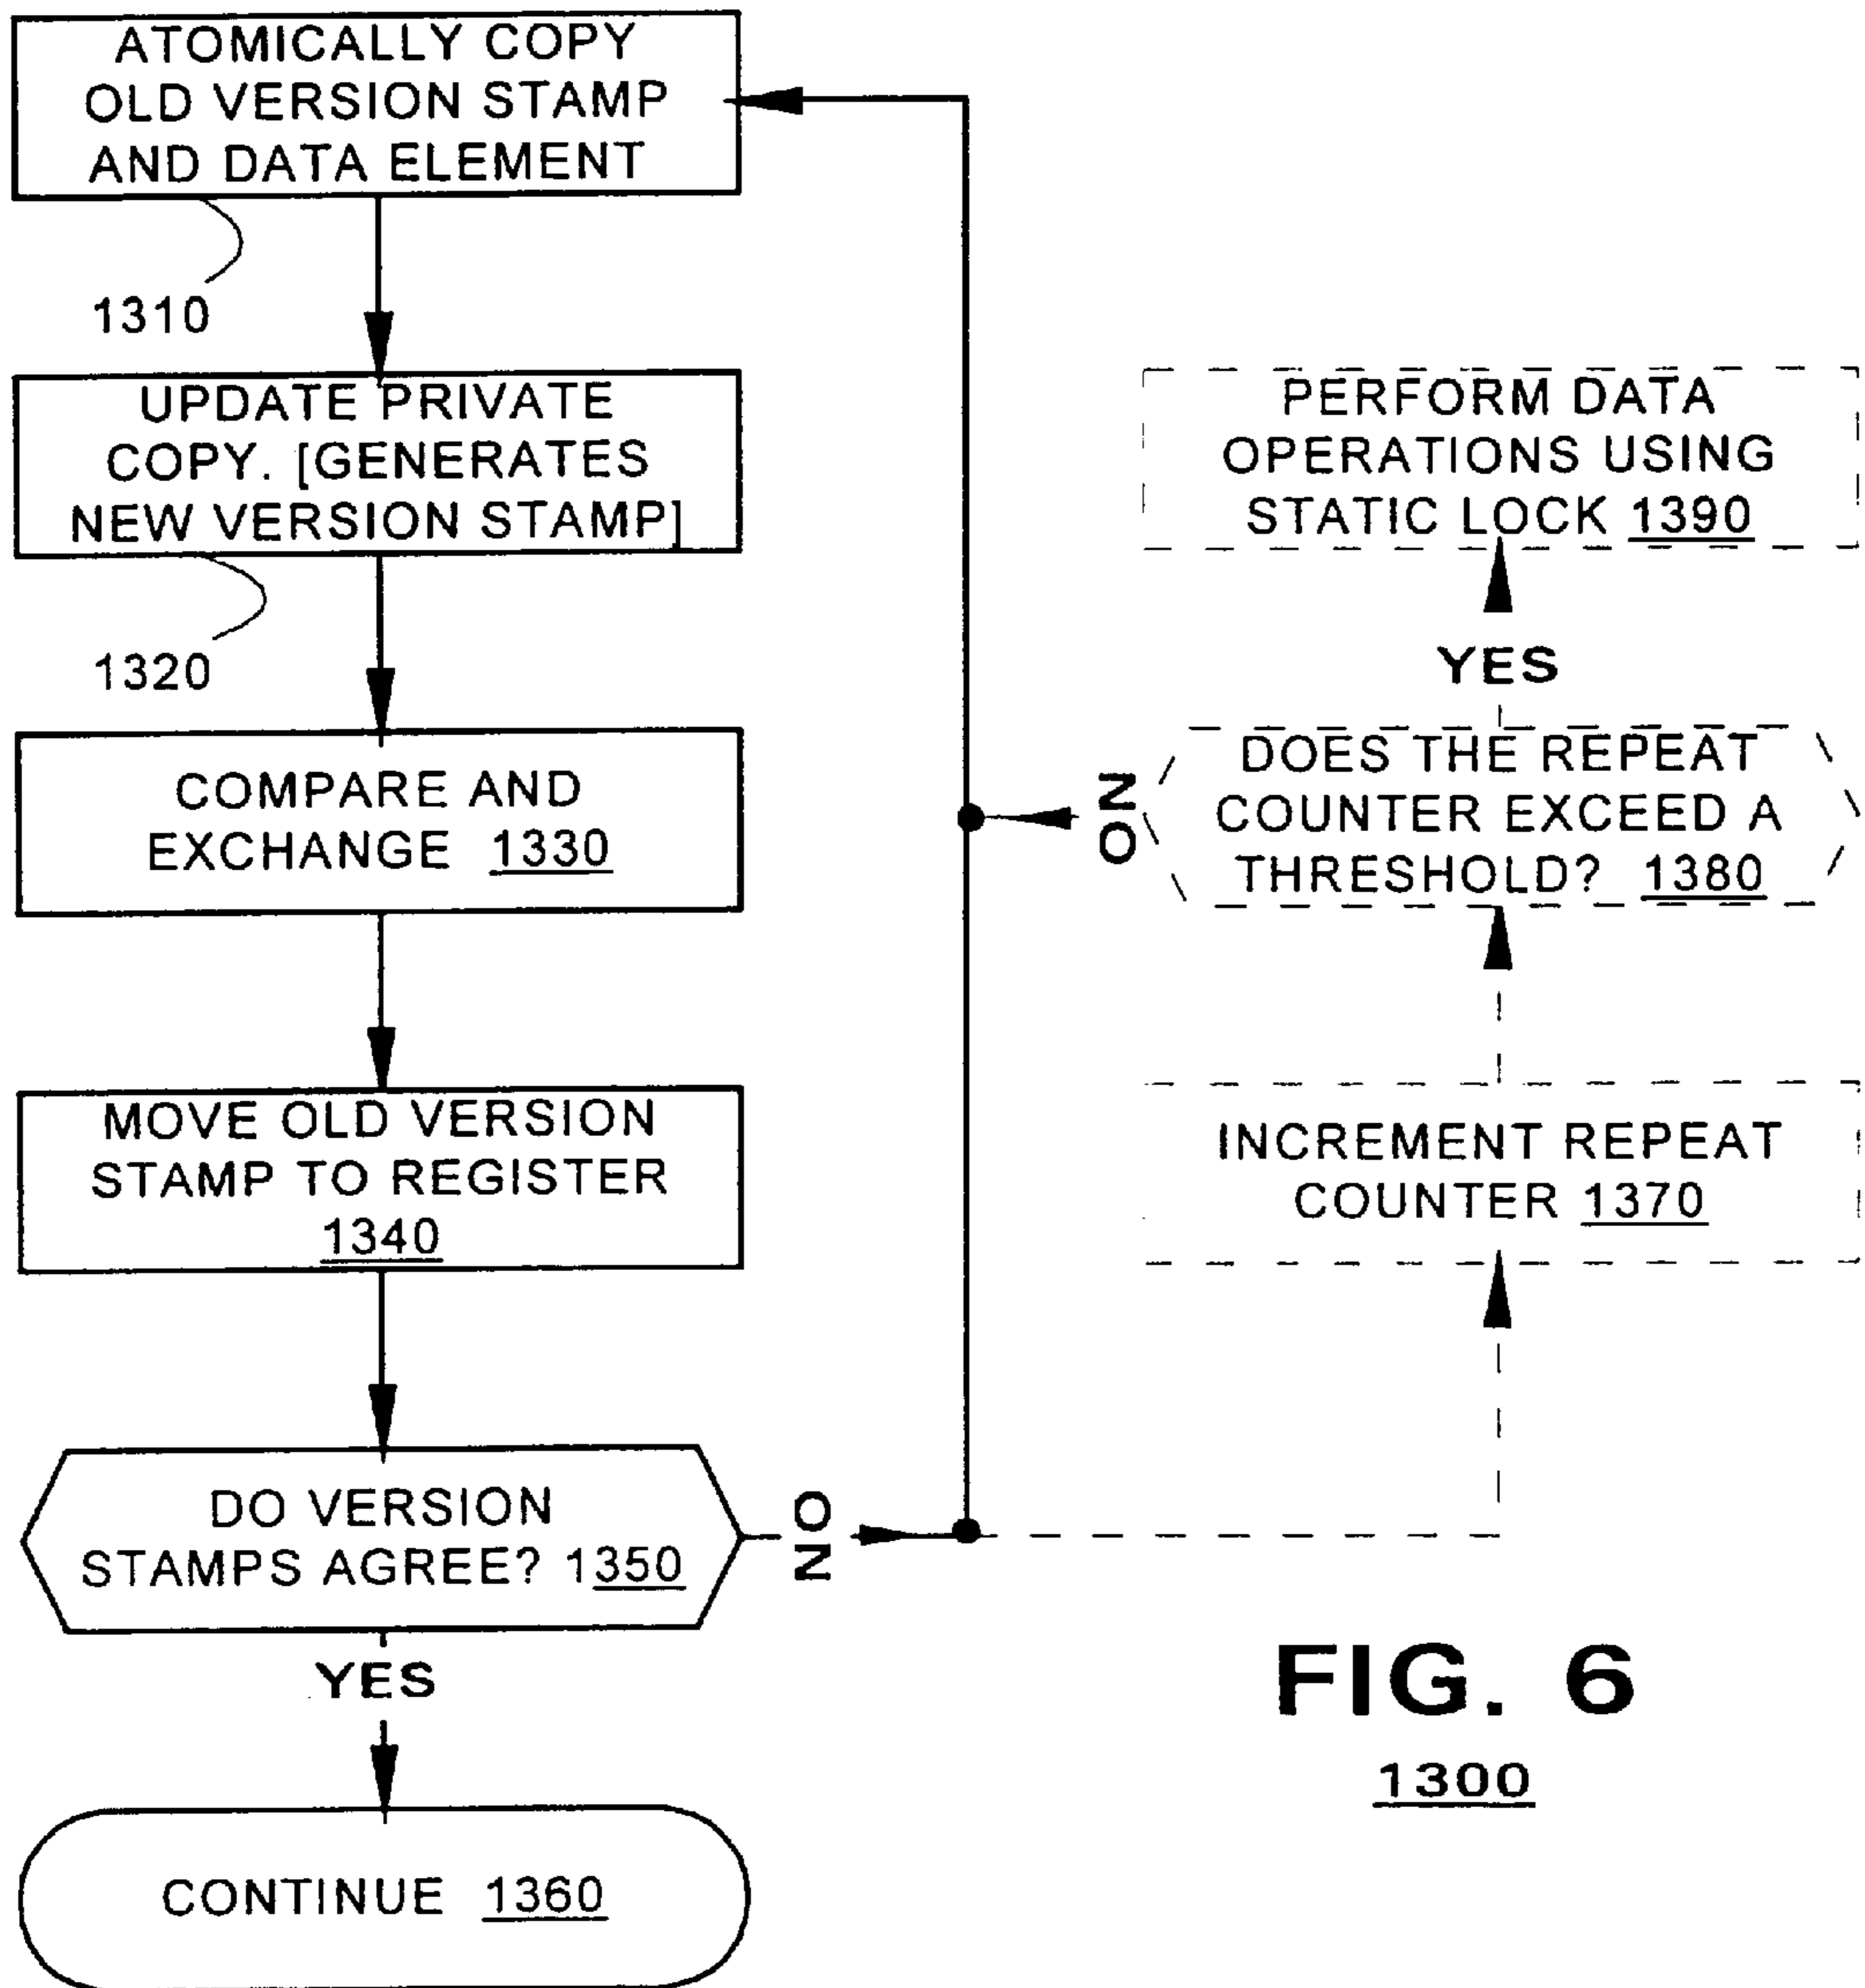 ATOMICALLY COPY
OLD VERSION STAMP
AND DATA ELEMENT
1310
UPDATE PRIVATE
COPY. [GENERATES
NEW VERSION STAMP]
1320
COMPARE AND
EXCHANGE 1330
MOVE OLD VERSION
STAMP TO REGISTER
1340
DO VERSION
STAMPS AGREE? 1350
NO
YES
CONTINUE 1360
PERFORM DATA
OPERATIONS USING
STATIC LOCK 1390
YES
DOES THE REPEAT
COUNTER EXCEED A
THRESHOLD? 1380
NO
INCREMENT REPEAT
COUNTER 1370
FIG. 6
1300